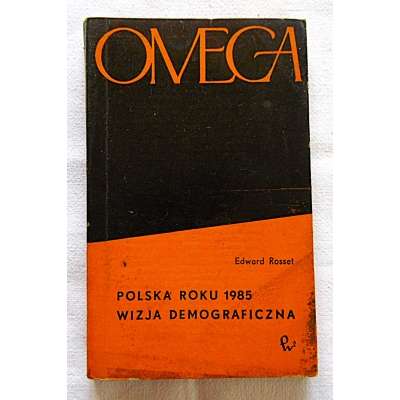 OMEGA
Edward Rosset
POLSKA ROKU 1985
WIZJA DEMOGRAFICZNA